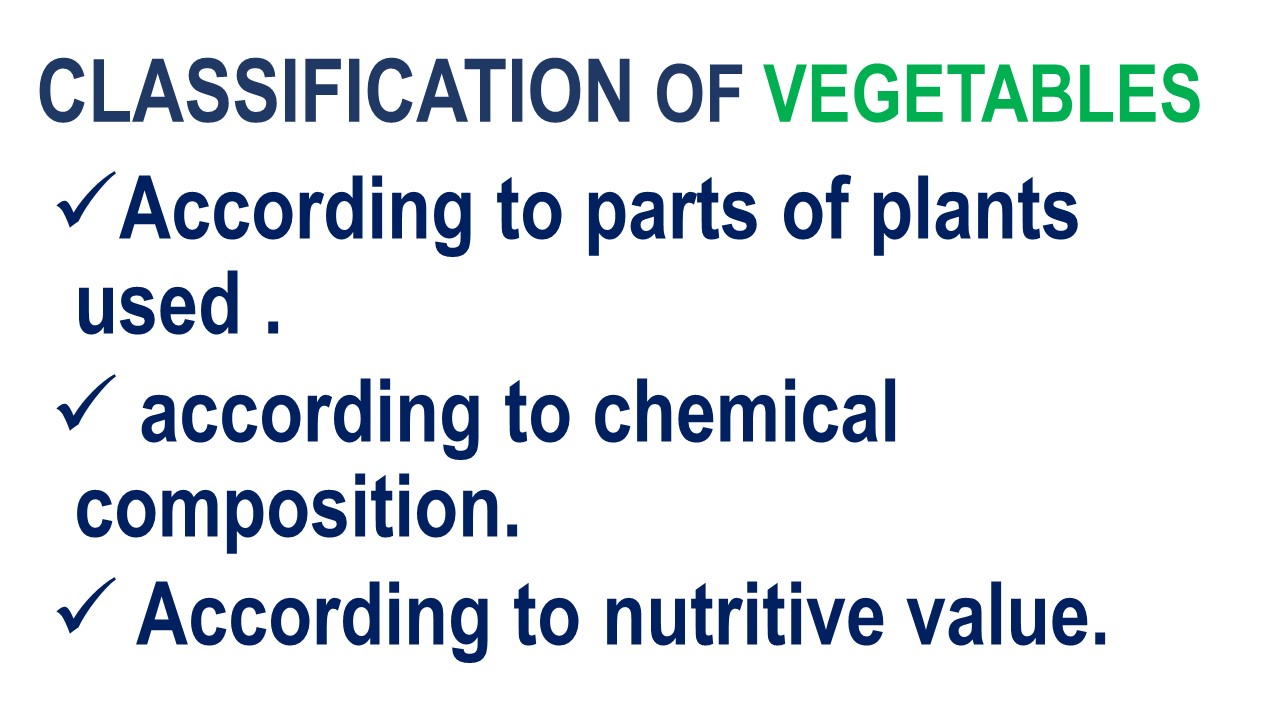 CLASSIFICATION OF VEGETABLES
✓According to parts of plants
used .
✓ according to chemical
composition.
✓ According to nutritive value.